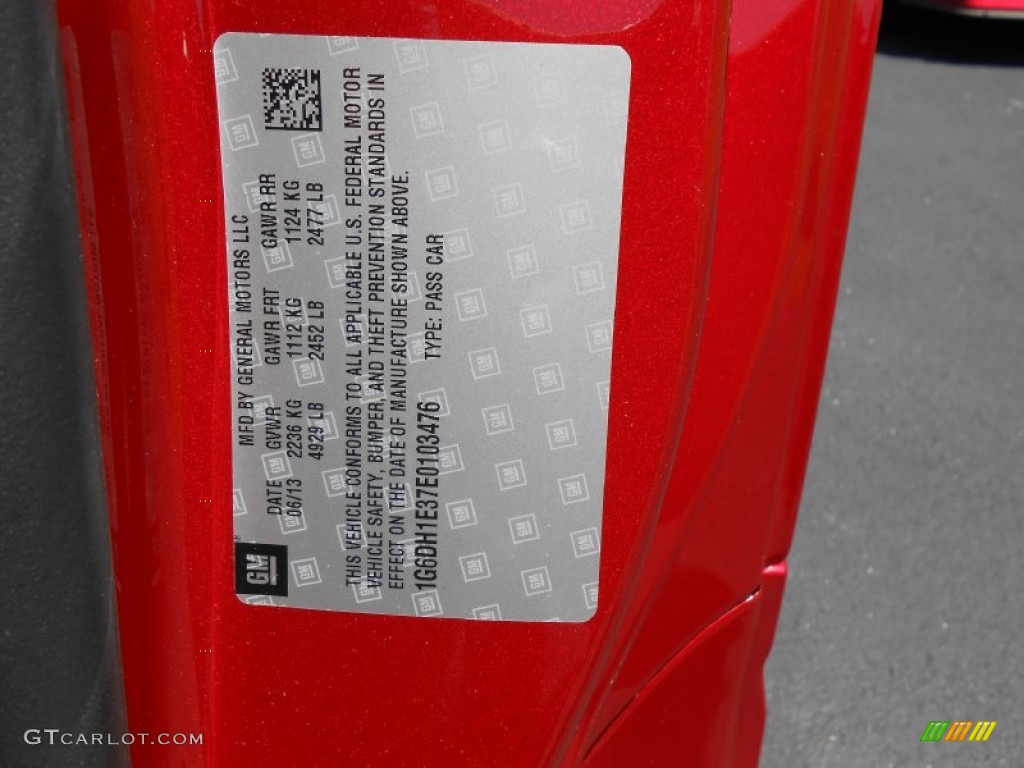 MFD BY GENERAL MOTORS LLC
DATE GVWR GAWR FRT GAWR RR
06/13 2236 KG 1112 KG 1124 KG
4929 LB 2452 LB 2477 LB
GM
THIS VEHICLE CONFORMS TO ALL APPLICABLE U.S. FEDERAL MOTOR
VEHICLE SAFETY, BUMPER, AND THEFT PREVENTION STANDARDS IN
EFFECT ON THE DATE OF MANUFACTURE SHOWN ABOVE.
1G6DH1E37E0103476 TYPE: PASS CAR
GTCARLOT.COM